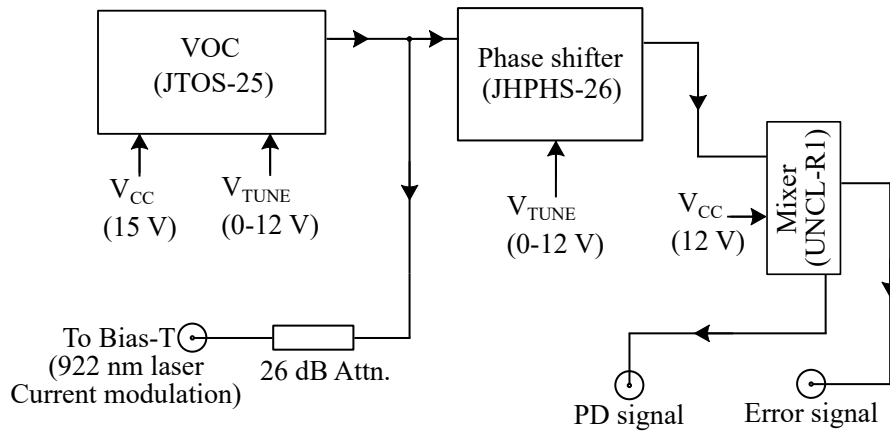 VOC
(JTOS-25)
Phase shifter
(JHPHS-26)
Mixer
(UNCL-R1)
V_CC
(15 V)
V_TUNE
(0-12 V)
V_TUNE
(0-12 V)
V_CC
(12 V)
To Bias-T
(922 nm laser
Current modulation)
26 dB Attn.
PD signal
Error signal